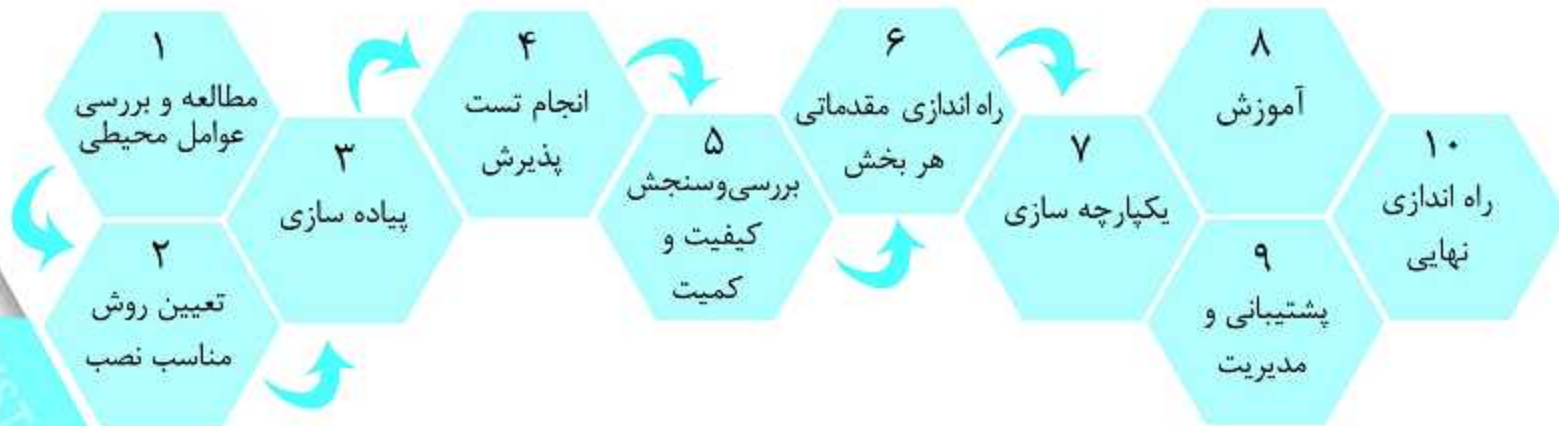 ۱
مطالعه و بررسی
عوامل محیطی
۲
تعیین روش
مناسب نصب
۳
پیاده سازی
۴
انجام تست
پذیرش
۵
بررسی‌وسنجش
کیفیت و
کمیت
۶
راه اندازی مقدماتی
هر بخش
۷
یکپارچه سازی
۸
آموزش
۹
پشتیبانی و
مدیریت
۱۰
راه اندازی
نهایی